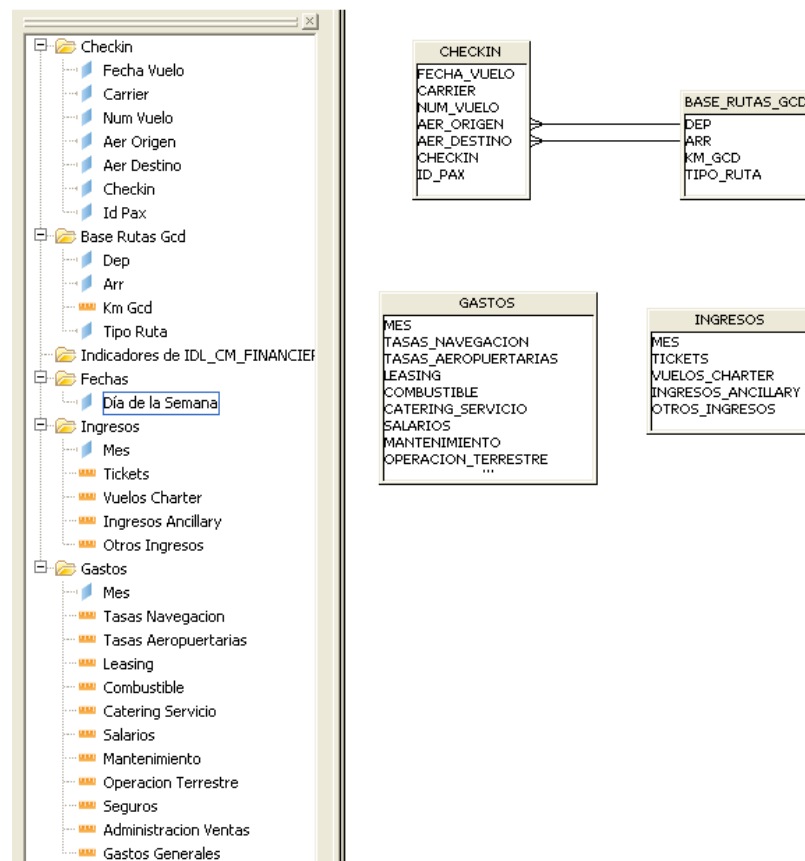 Checkin
Fecha Vuelo
Carrier
Num Vuelo
Aer Origen
Aer Destino
Checkin
Id Pax
Base Rutas Gcd
Dep
Arr
Km Gcd
Tipo Ruta
Indicadores de IDL_CM_FINANCIER
Fechas
Día de la Semana
Ingresos
Mes
Tickets
Vuelos Charter
Ingresos Ancillary
Otros Ingresos
Gastos
Mes
Tasas Navegacion
Tasas Aeropuertarias
Leasing
Combustible
Catering Servicio
Salarios
Mantenimiento
Operacion Terrestre
Seguros
Administracion Ventas
Gastos Generales
CHECKIN
FECHA_VUELO
CARRIER
NUM_VUELO
AER_ORIGEN
AER_DESTINO
CHECKIN
ID_PAX
BASE_RUTAS_GCD
DEP
ARR
KM_GCD
TIPO_RUTA
GASTOS
MES
TASAS_NAVEGACION
TASAS_AEROPUERTARIAS
LEASING
COMBUSTIBLE
CATERING_SERVICIO
SALARIOS
MANTENIMIENTO
OPERACION_TERRESTRE
...
INGRESOS
MES
TICKETS
VUELOS_CHARTER
INGRESOS_ANCILLARY
OTROS_INGRESOS